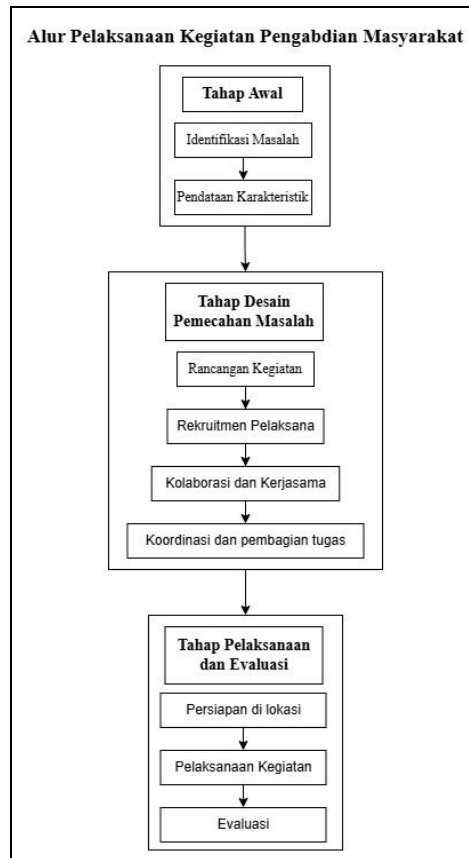 Alur Pelaksanaan Kegiatan Pengabdian Masyarakat
Tahap Awal
Identifikasi Masalah
Pendataan Karakteristik
Tahap Desain
Pemecahan Masalah
Rancangan Kegiatan
Rekruitmen Pelaksana
Kolaborasi dan Kerjasama
Koordinasi dan pembagian tugas
Tahap Pelaksanaan
dan Evaluasi
Persiapan di lokasi
Pelaksanaan Kegiatan
Evaluasi